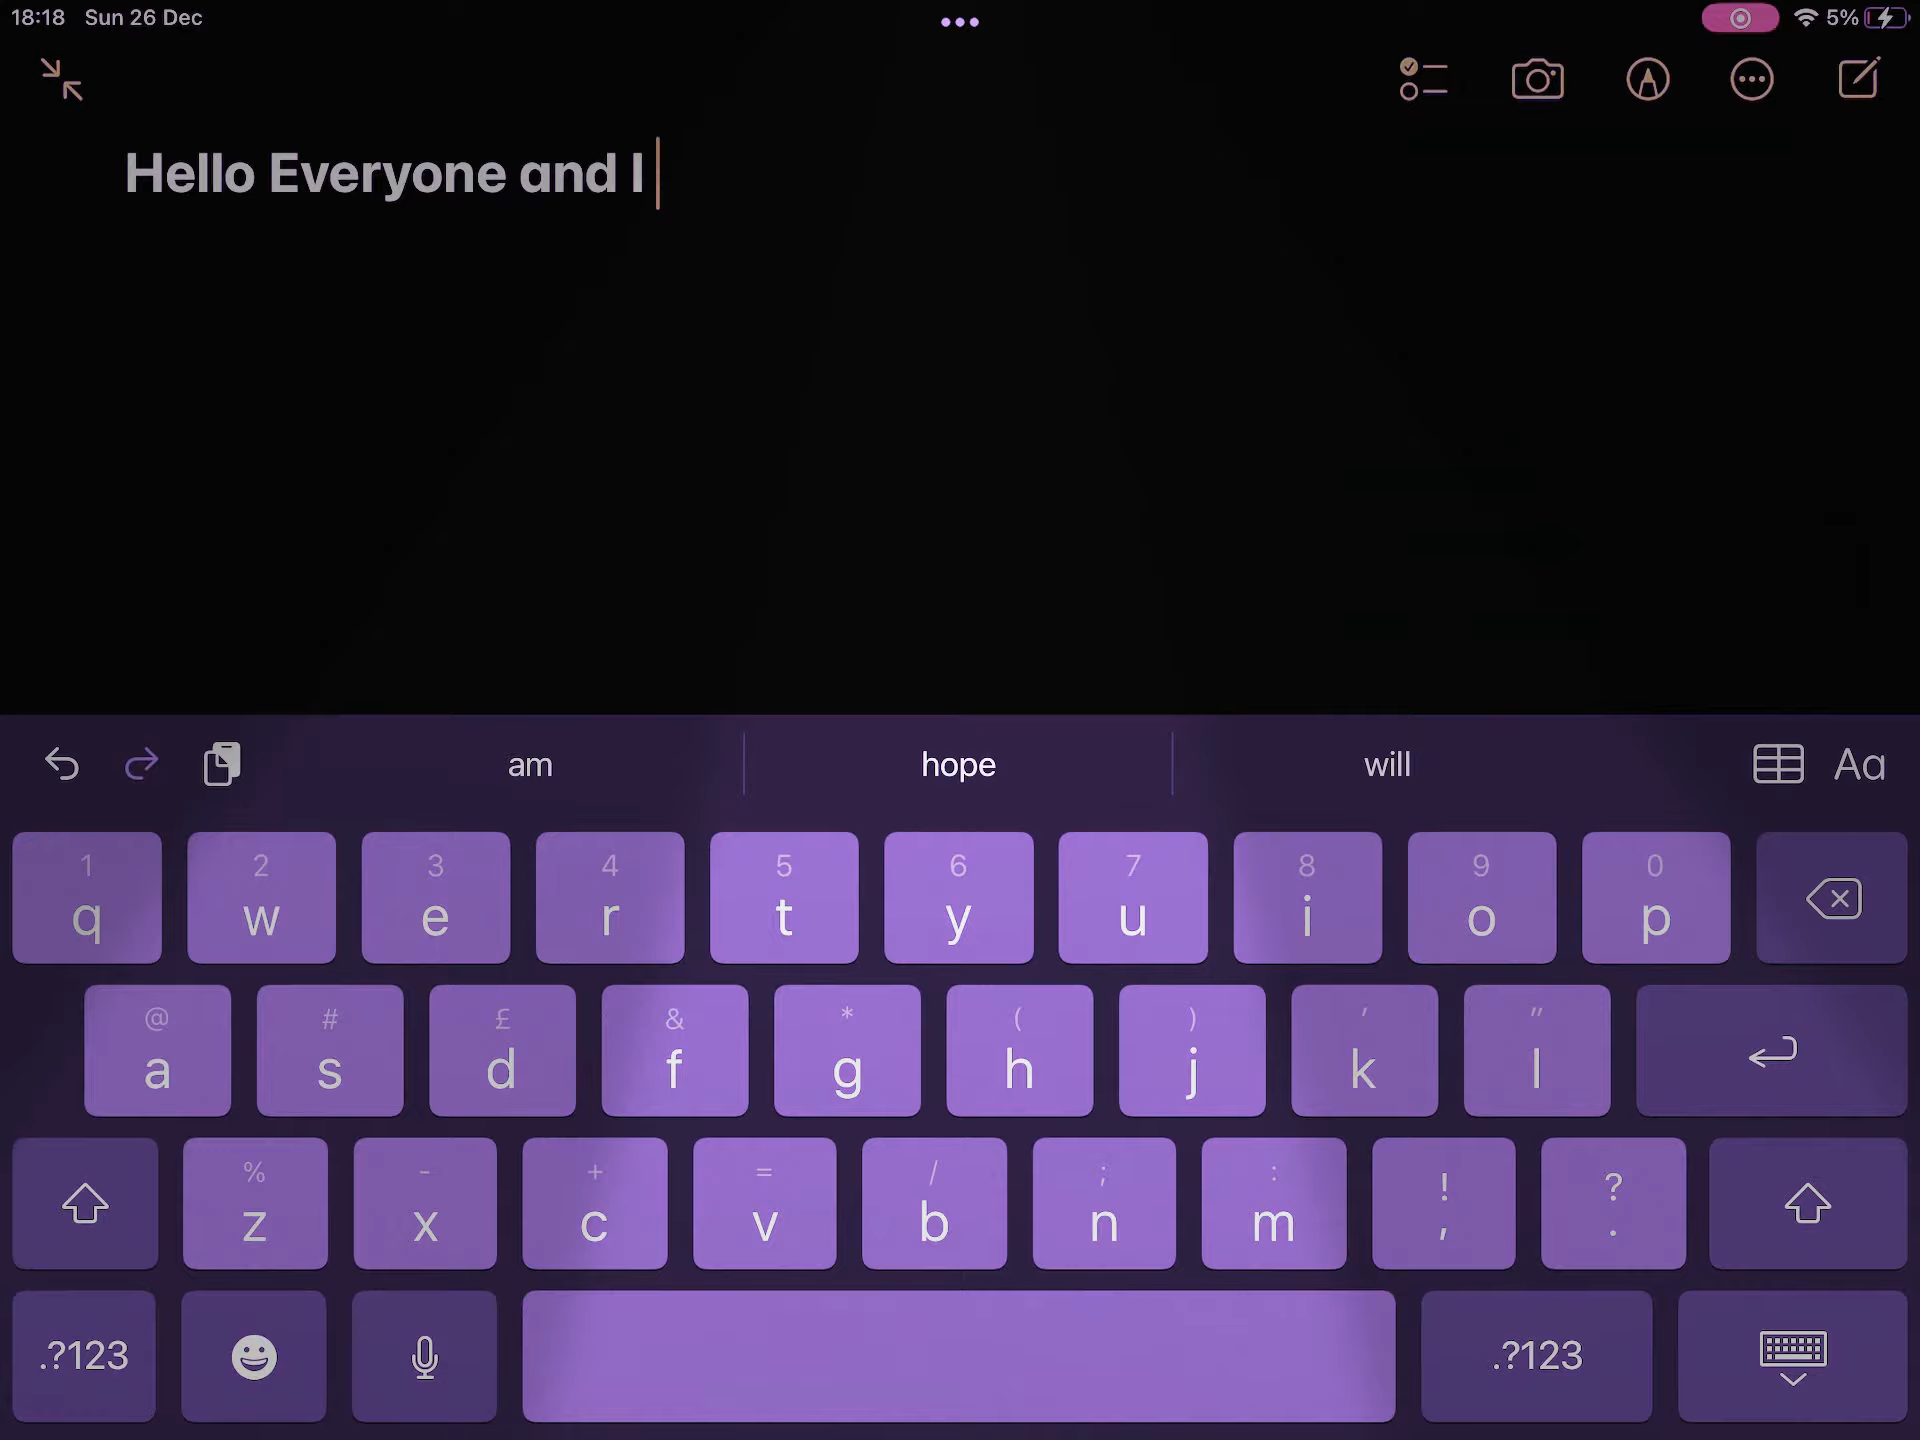 18:18 Sun 26 Dec
5%
Hello Everyone and I
am hope will
Aa
1 2 3 4 5 6 7 8 9 0
q w e r t y u i o p
@ # £ & * ( ) ' "
a s d f g h j k l
% - + = / ; : ! ?
z x c v b n m , .
.?123 .?123